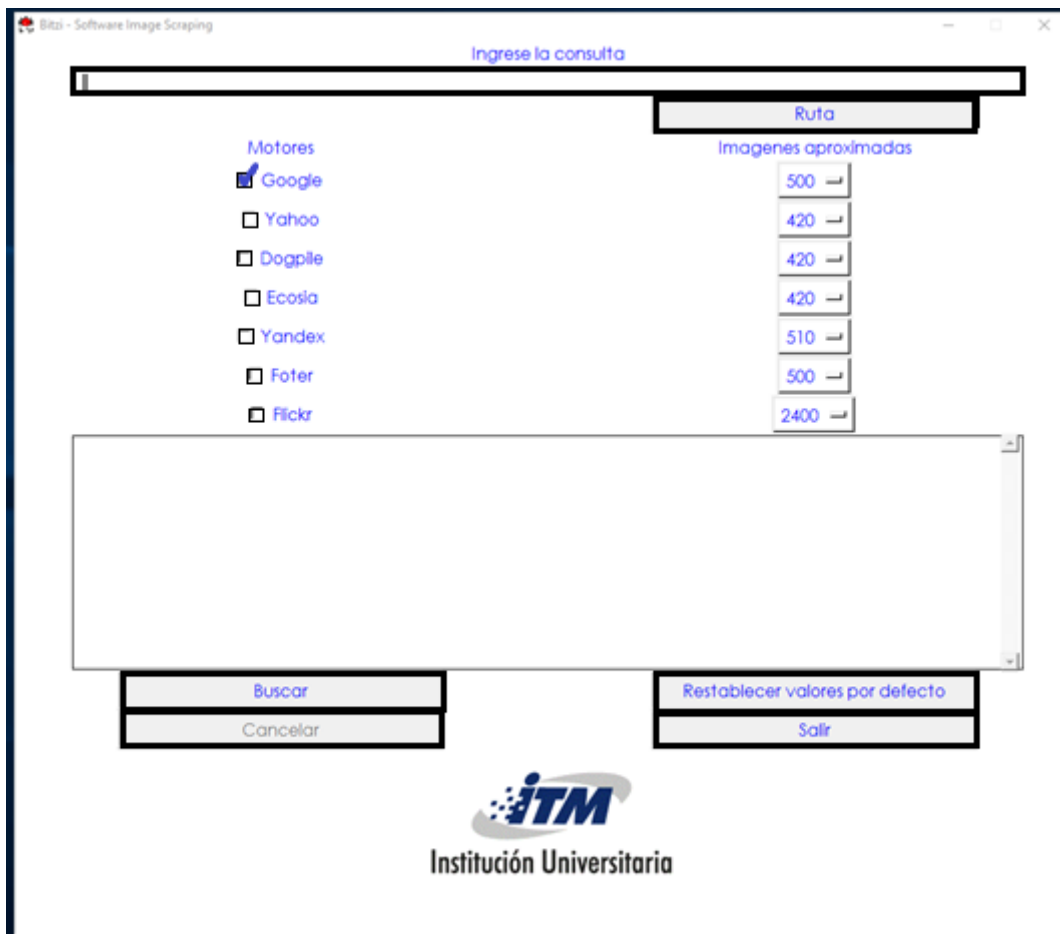 Bitzi - Software Image Scraping
Ingrese la consulta
Ruta
Motores
Imagenes aproximadas
Google
500
Yahoo
420
Dogpile
420
Ecosia
420
Yandex
510
Foter
500
Flickr
2400
Buscar
Restablecer valores por defecto
Cancelar
Salir
iTM
Institución Universitaria